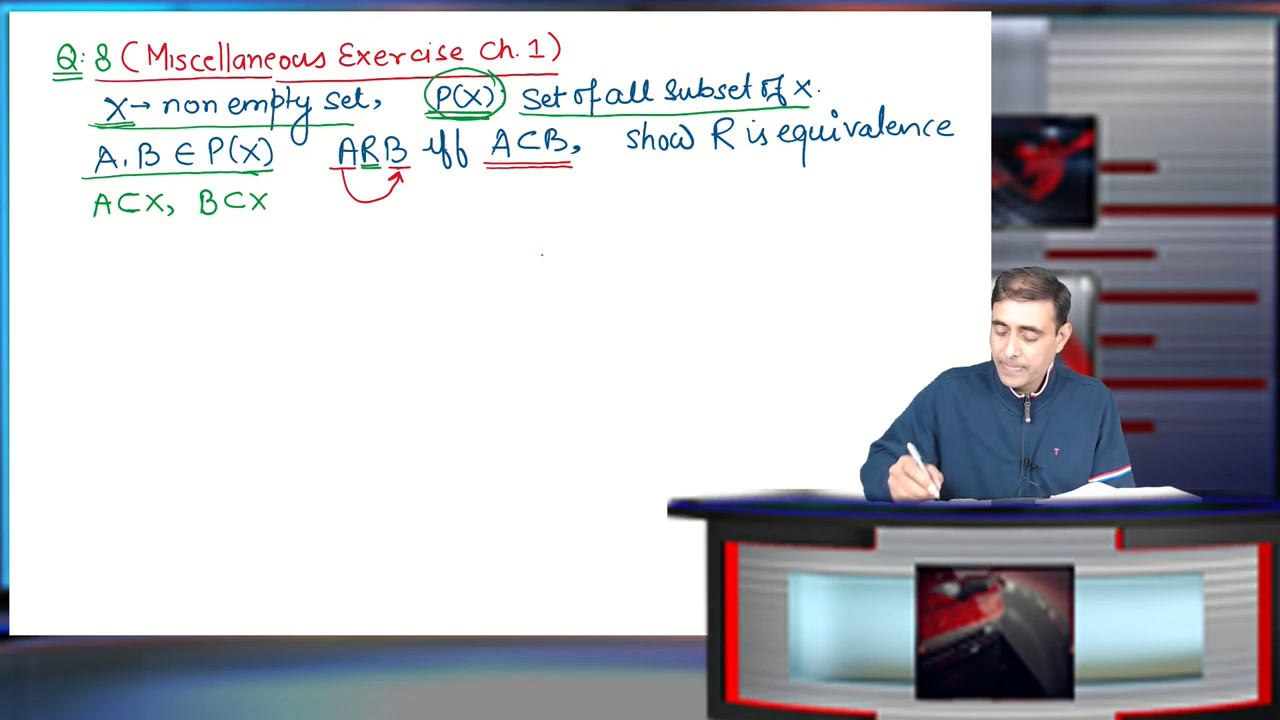 Q: 8 (Miscellaneous Exercise Ch. 1)
X → non empty set, P(X) Set of all subset of X.
A, B ∈ P(X) ARB iff A⊂B, show R is equivalence
A⊂X, B⊂X